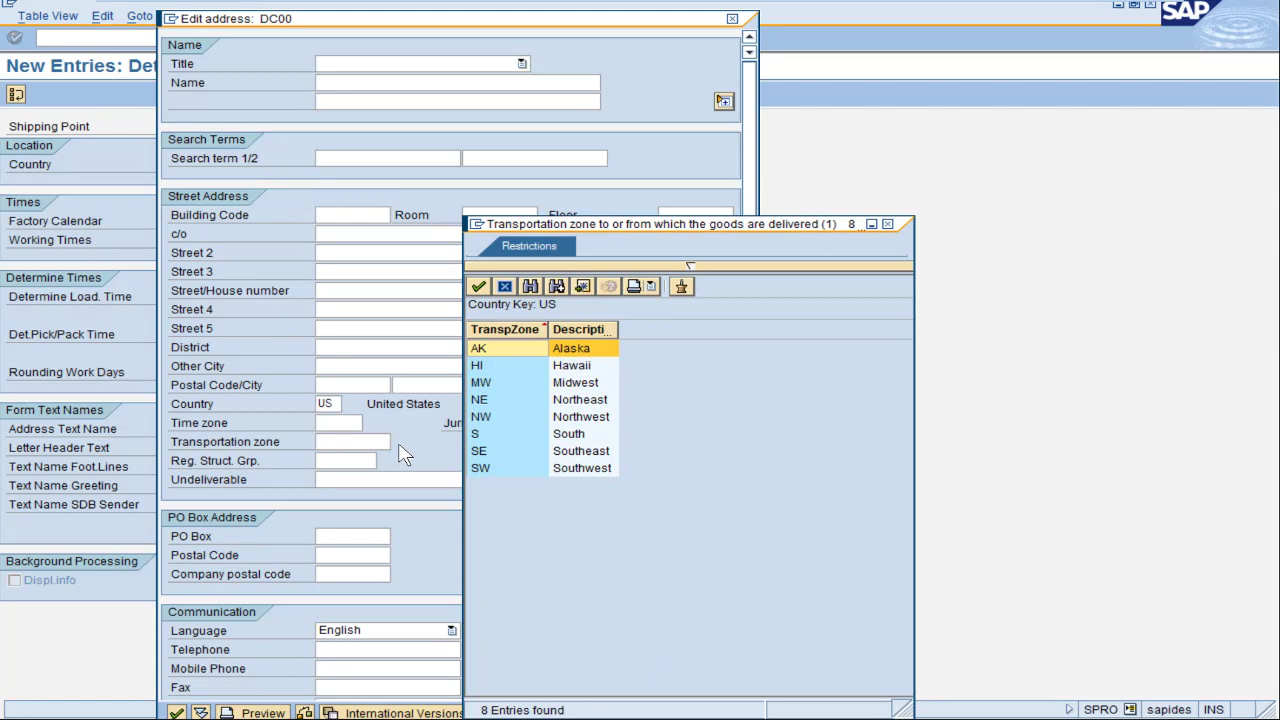 Table View Edit Goto
SAP
New Entries: Det
Shipping Point
Location
Country
Times
Factory Calendar
Working Times
Determine Times
Determine Load. Time
Det.Pick/Pack Time
Rounding Work Days
Form Text Names
Address Text Name
Letter Header Text
Text Name Foot.Lines
Text Name Greeting
Text Name SDB Sender
Background Processing
Displ.info
Edit address: DC00
Name
Title
Name
Search Terms
Search term 1/2
Street Address
Building Code Room Floor
c/o
Street 2
Street 3
Street/House number
Street 4
Street 5
District
Other City
Postal Code/City
Country US United States
Time zone Jur
Transportation zone
Reg. Struct. Grp.
Undeliverable
PO Box Address
PO Box
Postal Code
Company postal code
Communication
Language English
Telephone
Mobile Phone
Fax
Preview International Versions
Transportation zone to or from which the goods are delivered (1) 8 ...
Restrictions
Country Key: US
TranspZone Descripti...
AK Alaska
HI Hawaii
MW Midwest
NE Northeast
NW Northwest
S South
SE Southeast
SW Southwest
8 Entries found
SPRO sapides INS